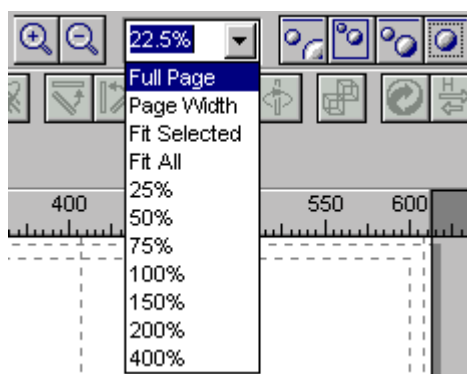 22.5%
Full Page
Page Width
Fit Selected
Fit All
25%
50%
75%
100%
150%
200%
400%
H
400 550 600